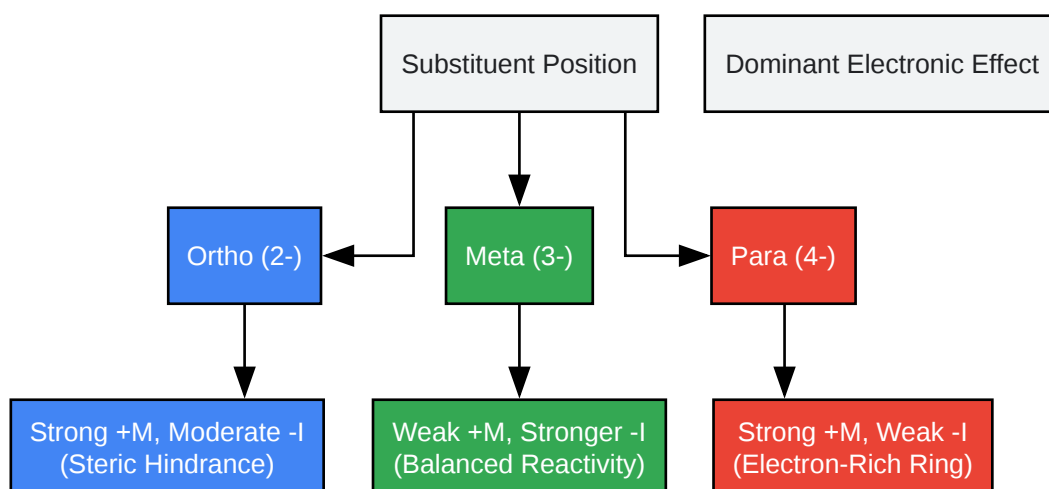 Substituent Position
Dominant Electronic Effect
Ortho (2-)
Meta (3-)
Para (4-)
Strong +M, Moderate -I
(Steric Hindrance)
Weak +M, Stronger -I
(Balanced Reactivity)
Strong +M, Weak -I
(Electron-Rich Ring)